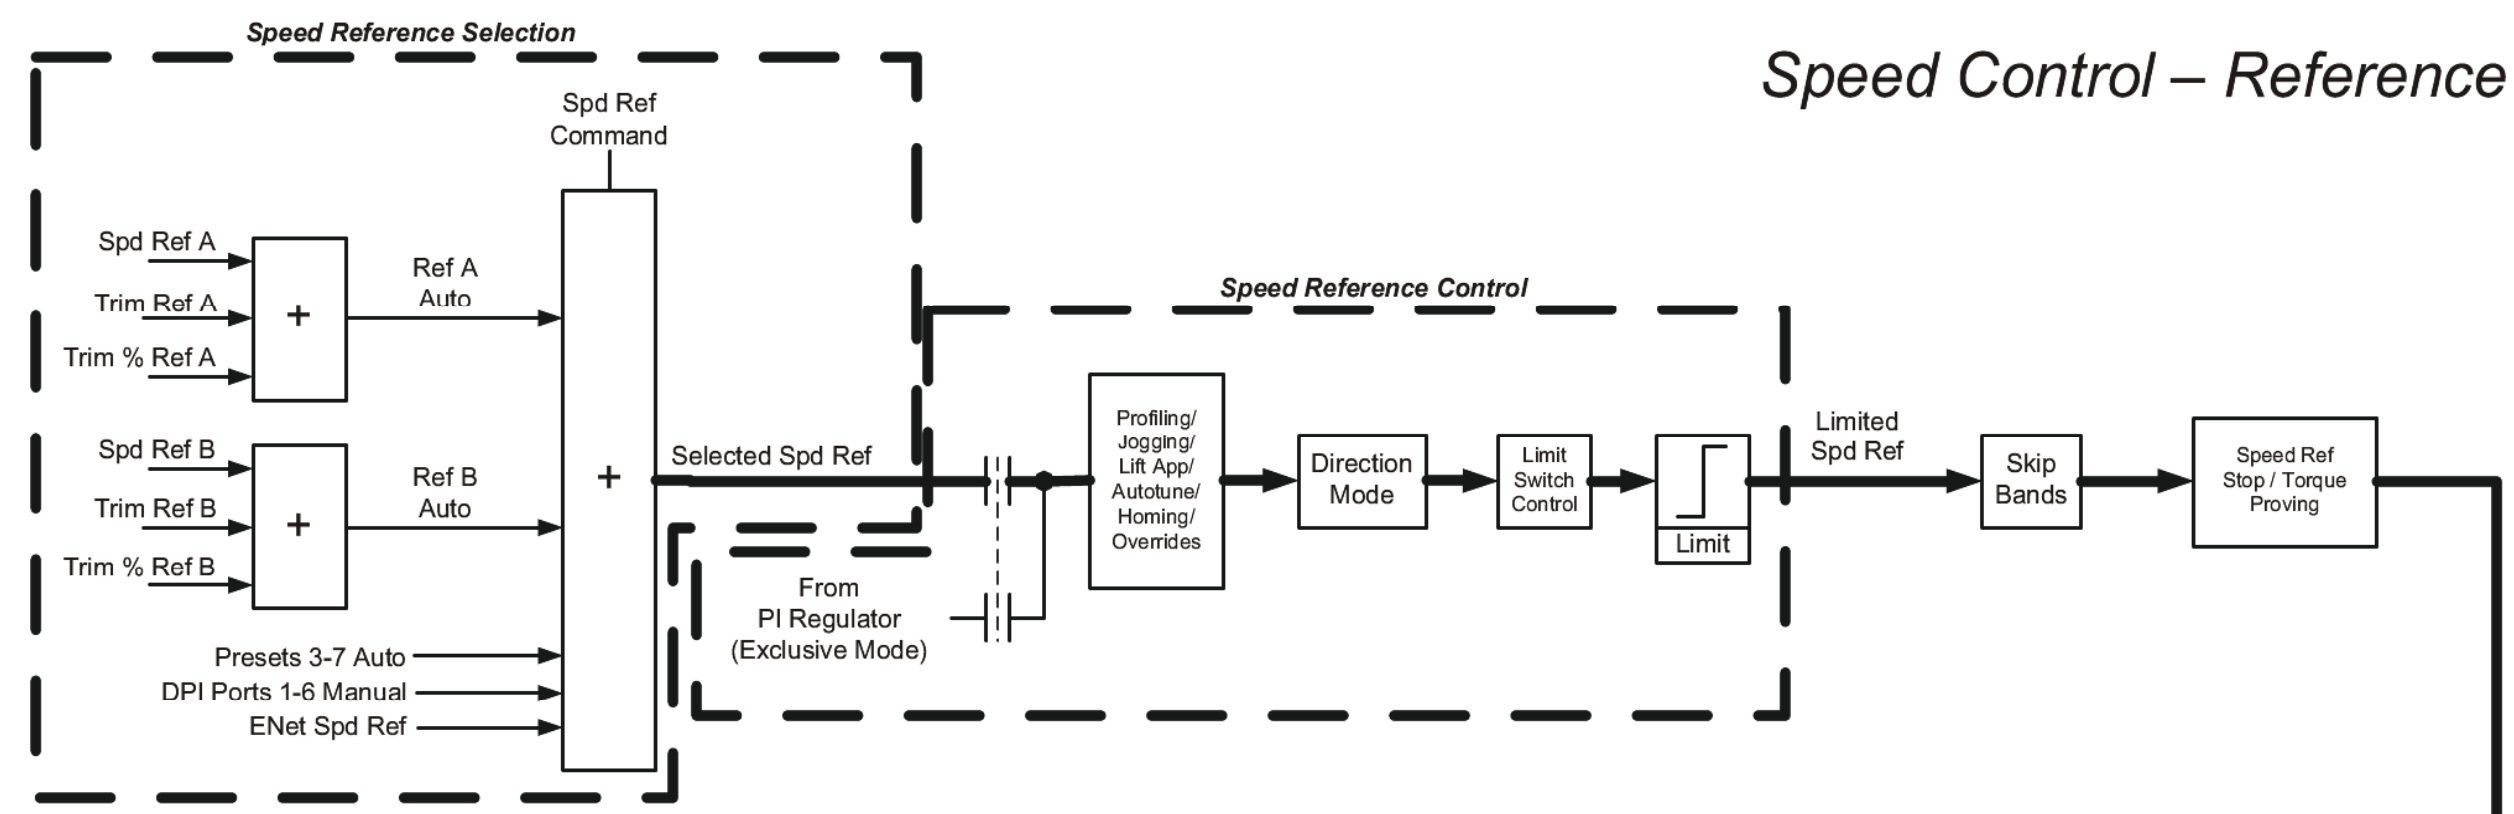 Speed Reference Selection
Speed Control – Reference
Spd Ref
Command
Spd Ref A
Trim Ref A
Trim % Ref A
+
Ref A
Auto
Spd Ref B
Trim Ref B
Trim % Ref B
+
Ref B
Auto
Presets 3-7 Auto
DPI Ports 1-6 Manual
ENet Spd Ref
+
Selected Spd Ref
Speed Reference Control
From
PI Regulator
(Exclusive Mode)
Profiling/
Jogging/
Lift App/
Autotune/
Homing/
Overrides
Direction
Mode
Limit
Switch
Control
Limit
Limited
Spd Ref
Skip
Bands
Speed Ref
Stop / Torque
Proving